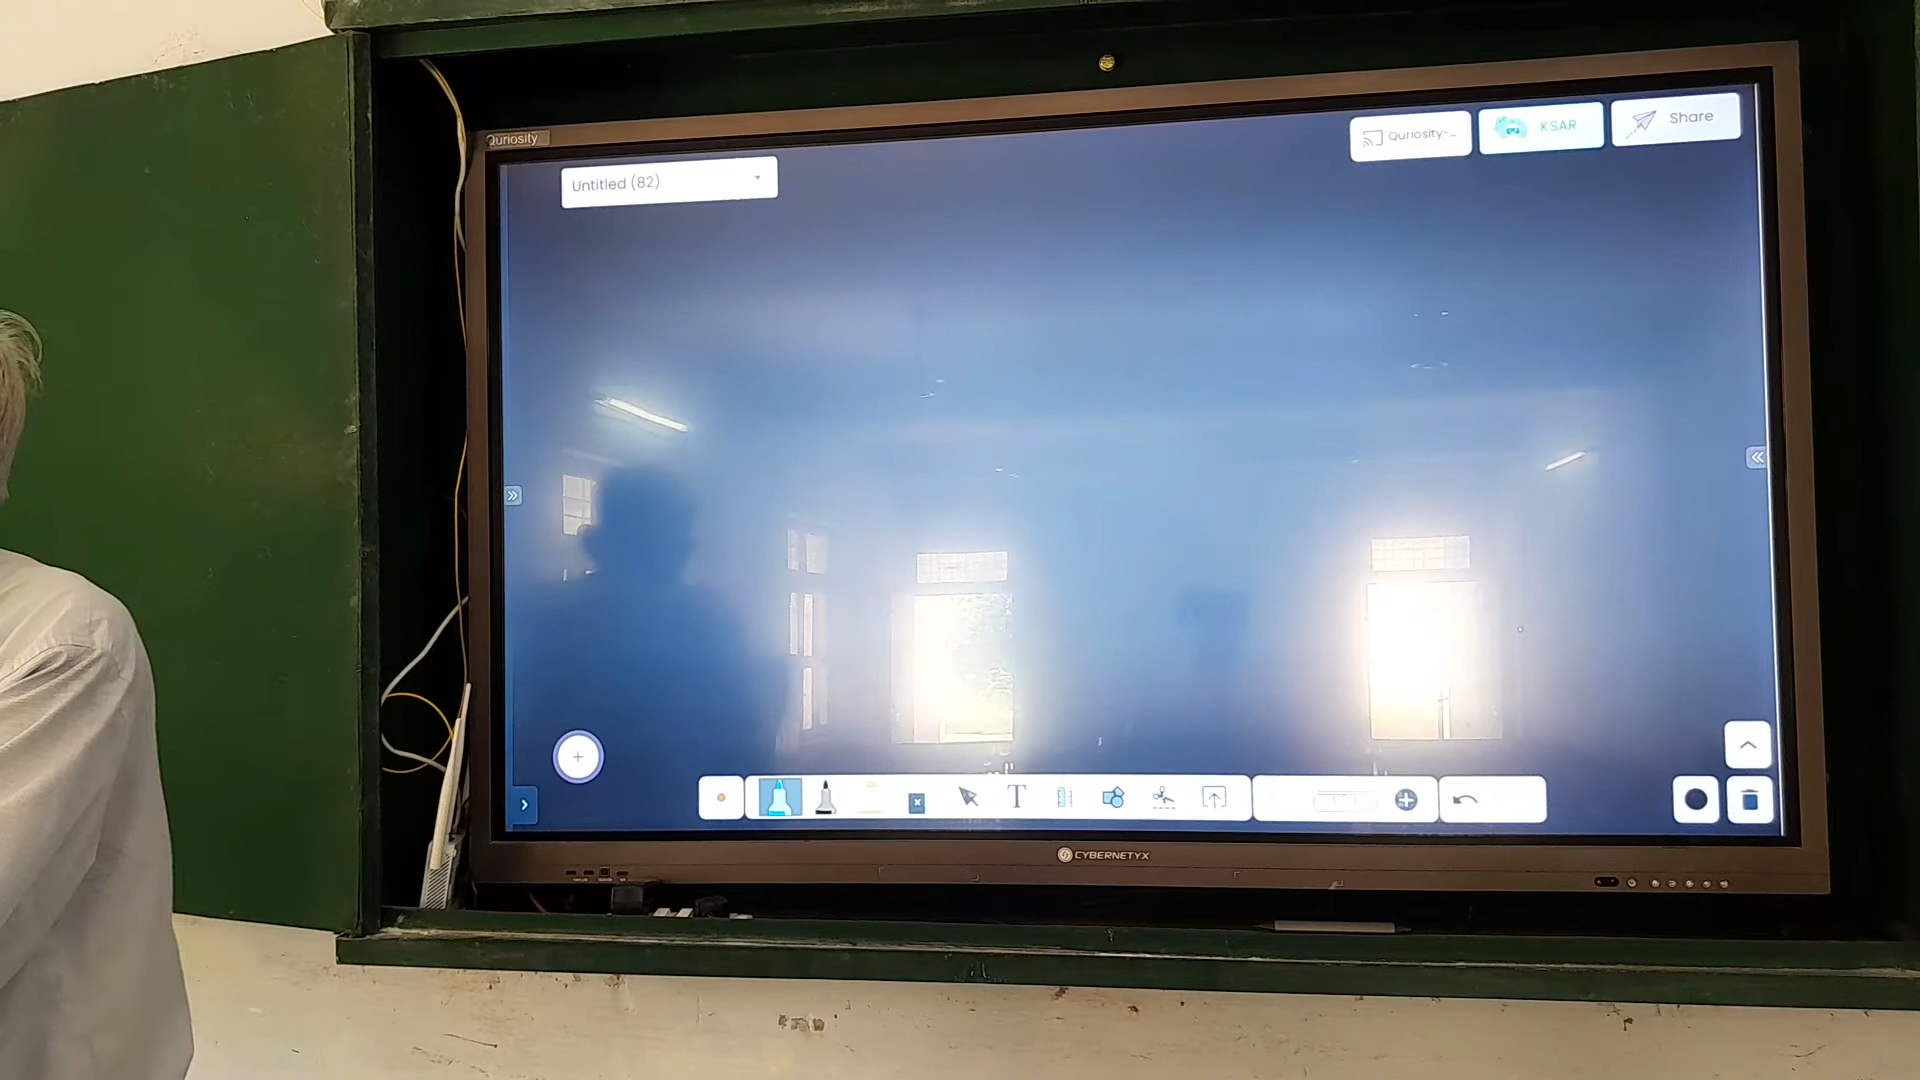 Quriosity
Untitled (82)
Quriosity-...
KSAR
Share
T
CYBERNETYX